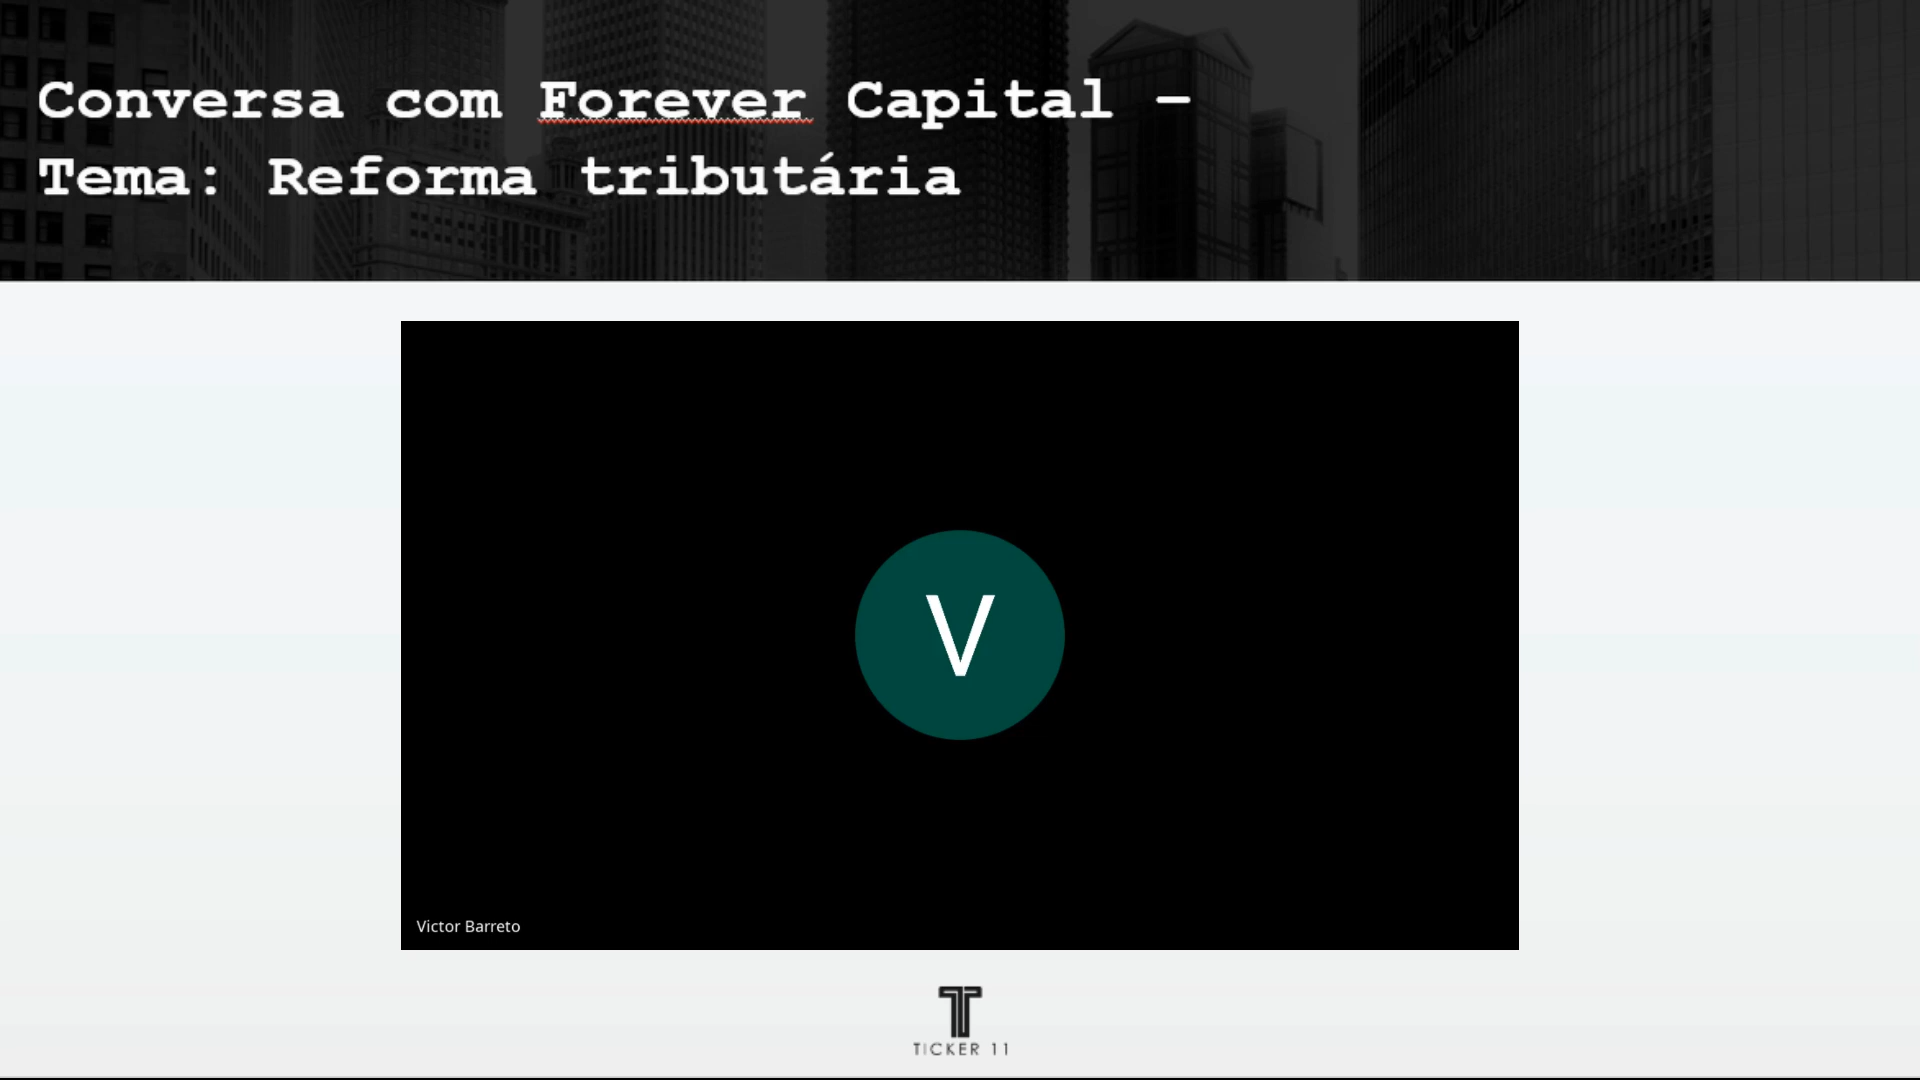 Conversa com Forever Capital –
Tema: Reforma tributária
V
Victor Barreto
TICKER 11